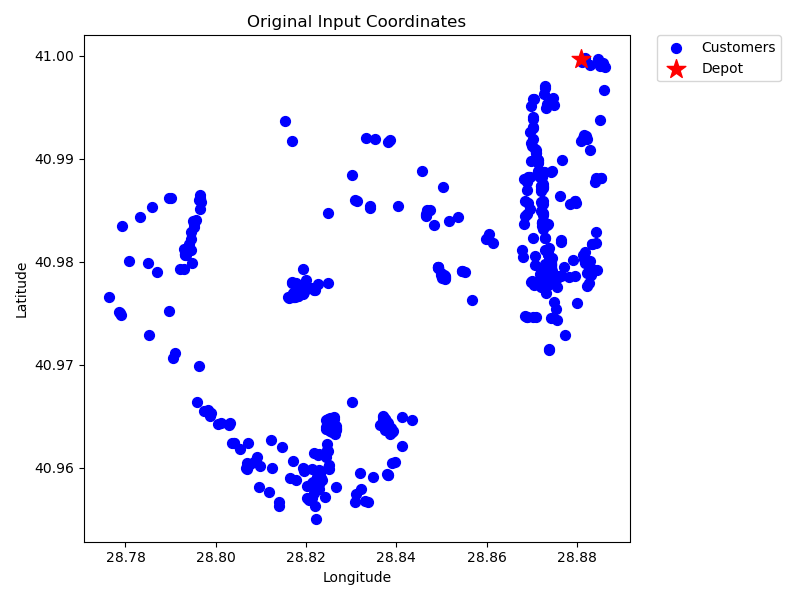 Original Input Coordinates
Customers
Depot
41.00
40.99
40.98
40.97
40.96
Latitude
28.78 28.80 28.82 28.84 28.86 28.88
Longitude